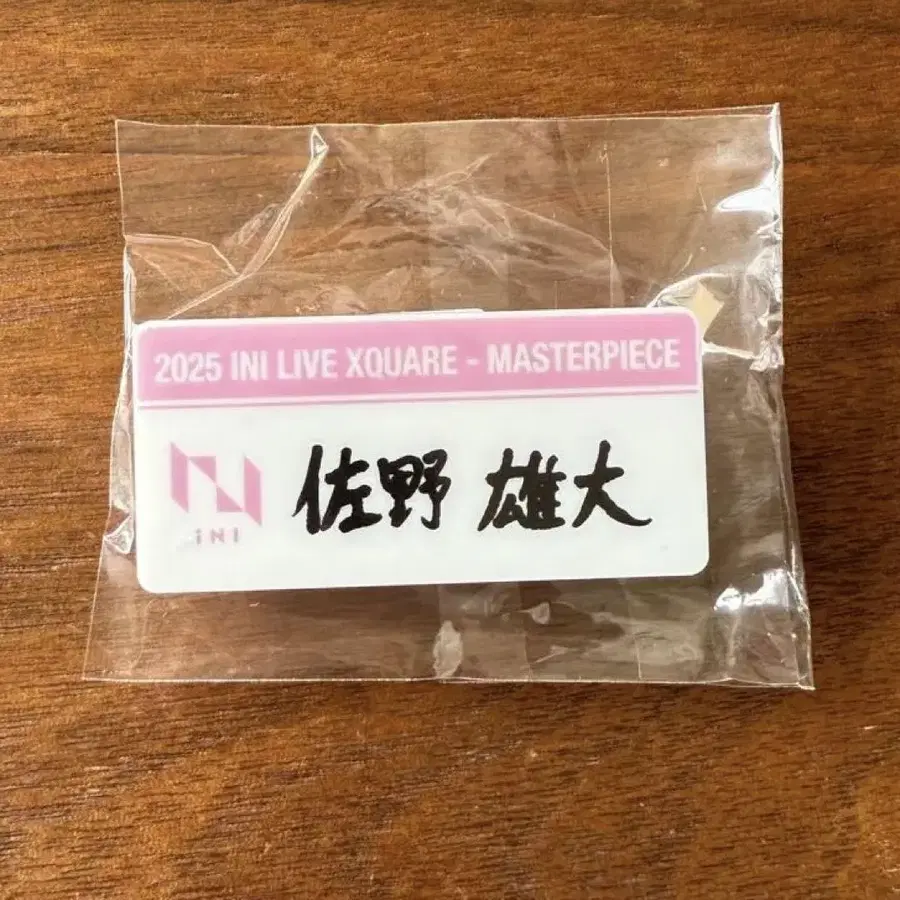 2025 INI LIVE XQUARE - MASTERPIECE
佐野 雄大
iNI